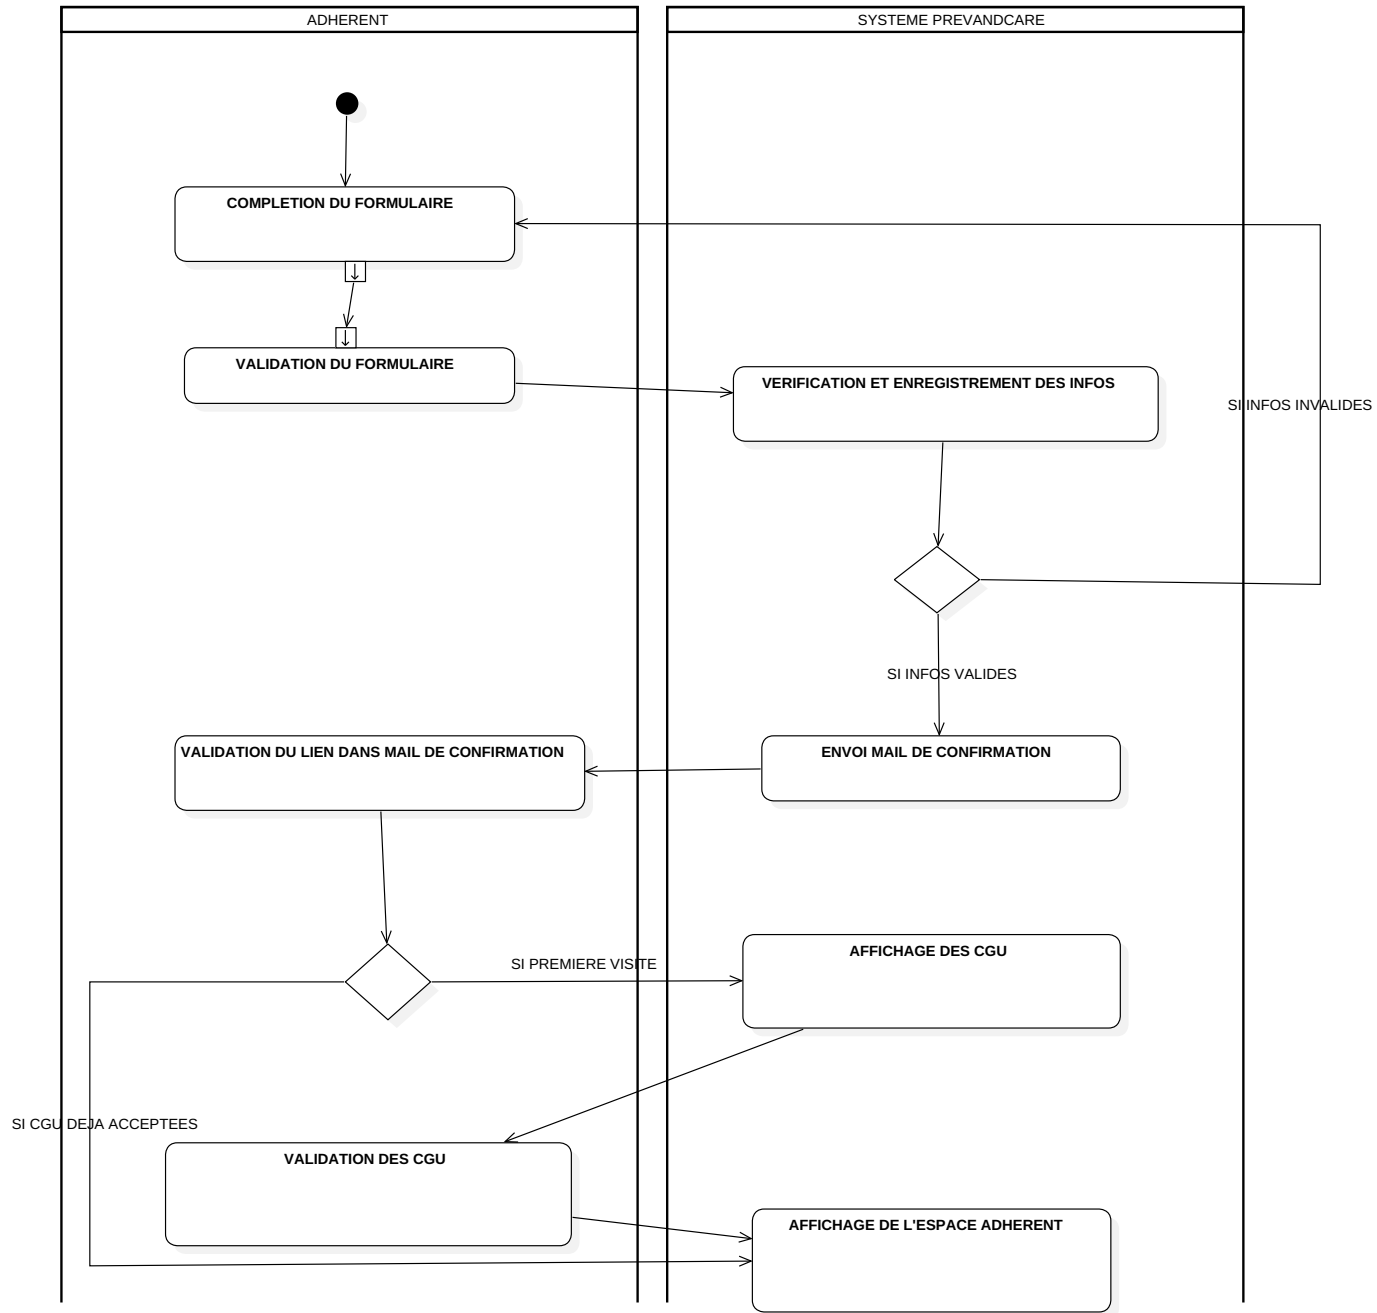 ADHERENT
SYSTEME PREVANDCARE
COMPLETION DU FORMULAIRE
VALIDATION DU FORMULAIRE
VERIFICATION ET ENREGISTREMENT DES INFOS
SI INFOS INVALIDES
SI INFOS VALIDES
VALIDATION DU LIEN DANS MAIL DE CONFIRMATION
ENVOI MAIL DE CONFIRMATION
SI PREMIERE VISITE
AFFICHAGE DES CGU
SI CGU DEJA ACCEPTEES
VALIDATION DES CGU
AFFICHAGE DE L'ESPACE ADHERENT